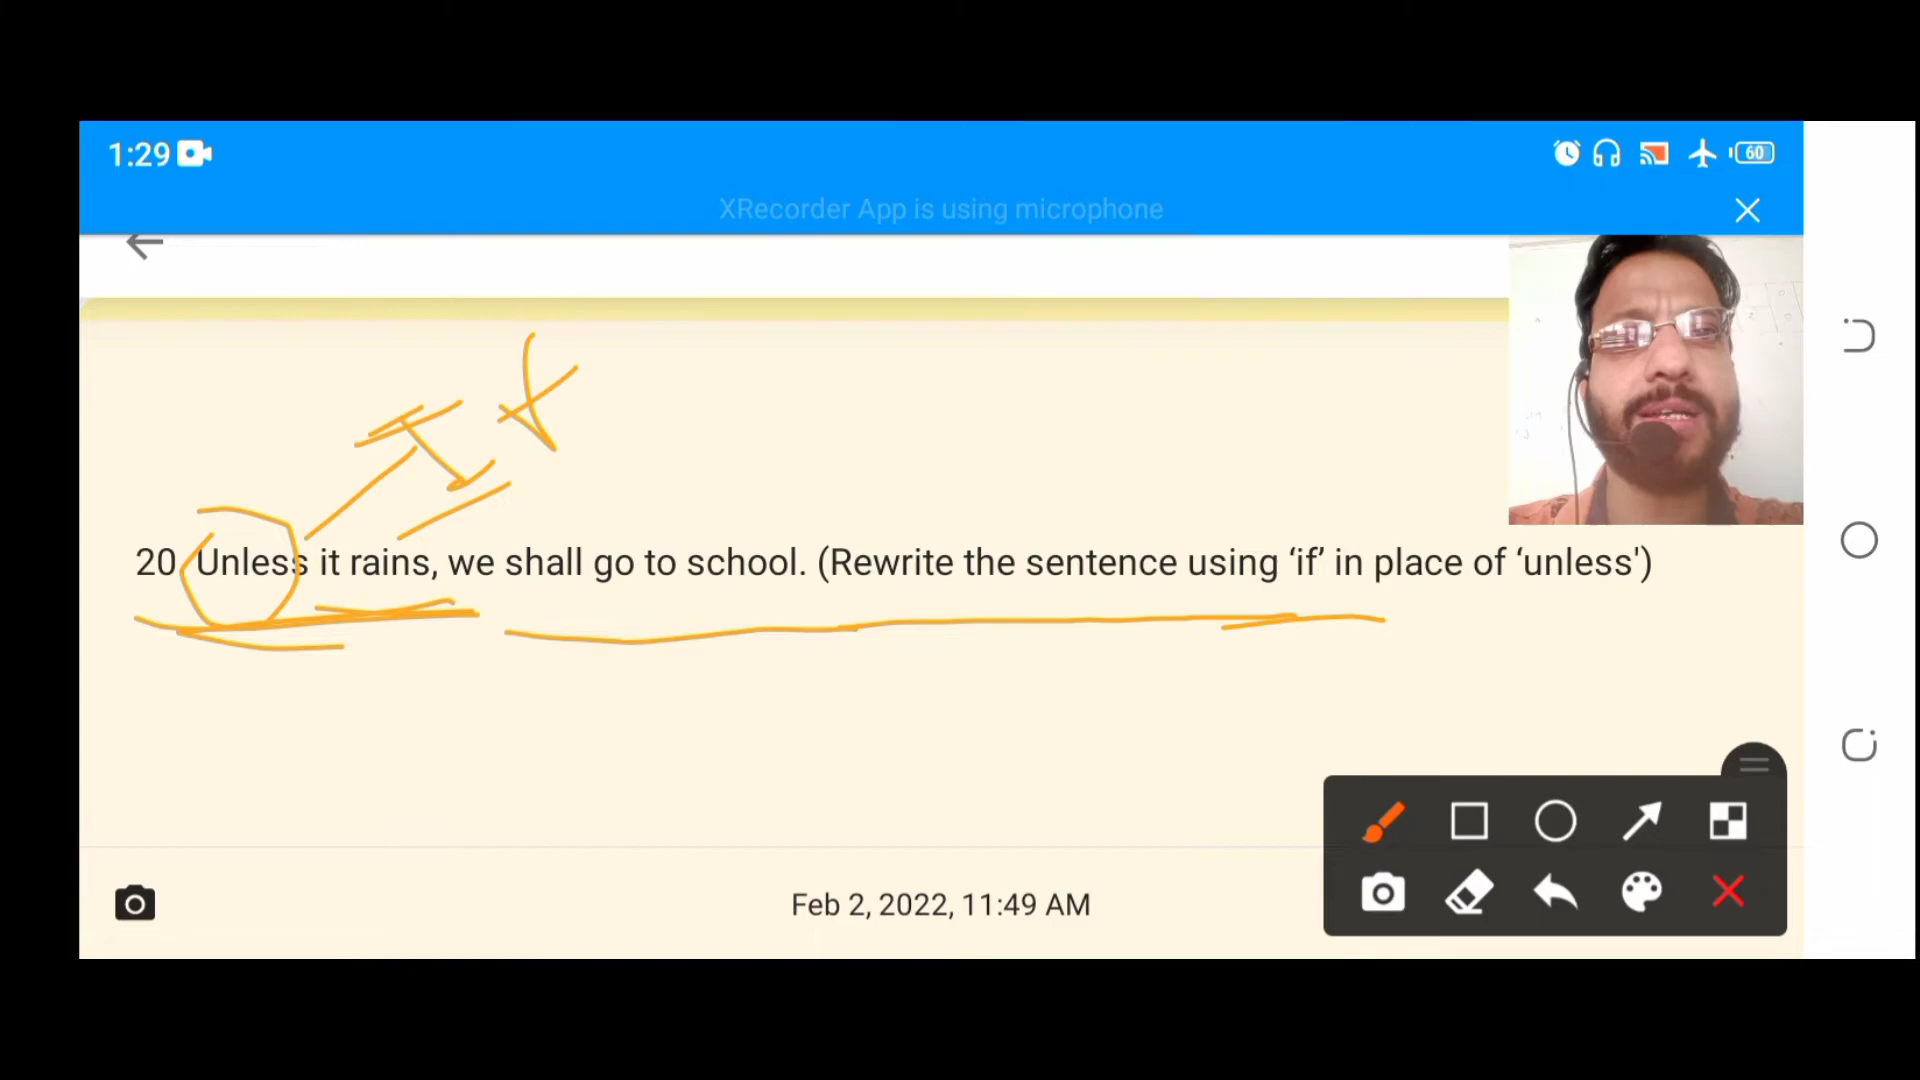 1:29
60
XRecorder App is using microphone
If
20. Unless it rains, we shall go to school. (Rewrite the sentence using ‘if’ in place of ‘unless')
Feb 2, 2022, 11:49 AM